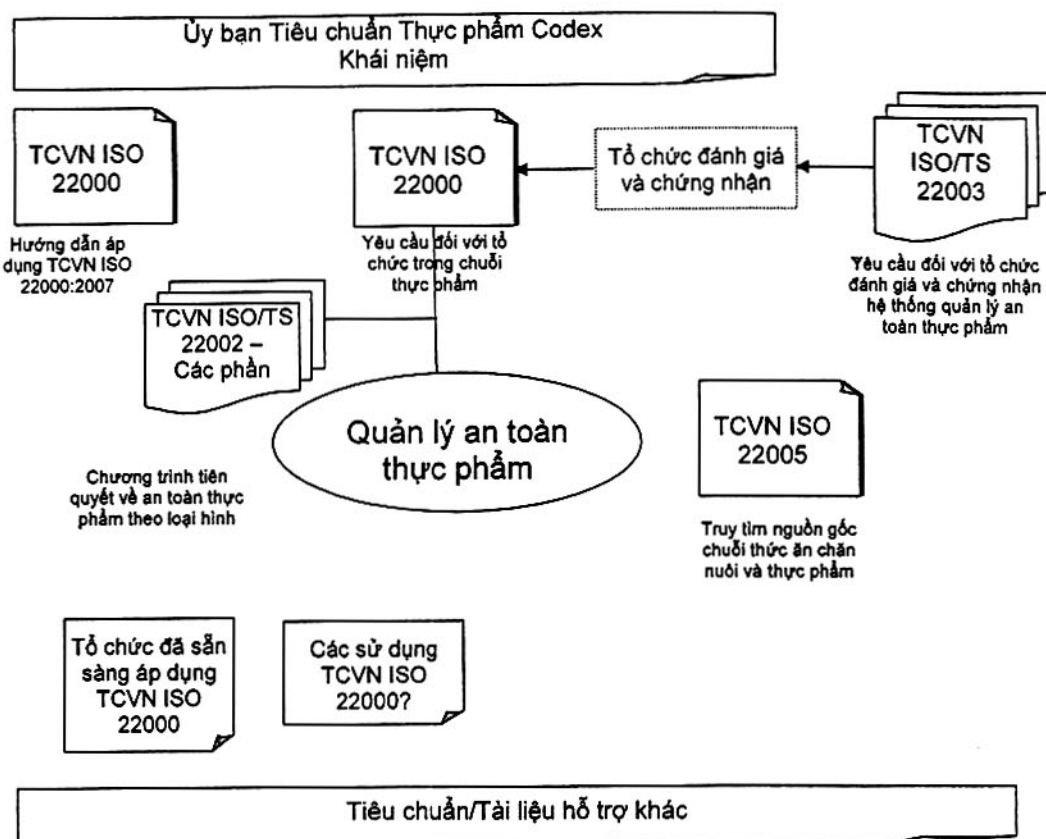 Ủy bạn Tiêu chuẩn Thực phẩm Codex
Khái niệm
TCVN ISO
22000
Hướng dẫn áp
dụng TCVN ISO
22000:2007
TCVN ISO
22000
Yêu cầu đối với tổ
chức trong chuỗi
thực phẩm
Tổ chức đánh giá
và chứng nhận
TCVN
ISO/TS
22003
Yêu cầu đối với tổ chức
đánh giá và chứng nhận
hệ thống quản lý an
toàn thực phẩm
TCVN ISO/TS
22002 –
Các phần
Chương trình tiên
quyết về an toàn thực
phẩm theo loại hình
Quản lý an toàn
thực phẩm
TCVN ISO
22005
Truy tìm nguồn gốc
chuỗi thức ăn chăn
nuôi và thực phẩm
Tổ chức đã sẵn
sàng áp dụng
TCVN ISO
22000
Các sử dụng
TCVN ISO
22000?
Tiêu chuẩn/Tài liệu hỗ trợ khác